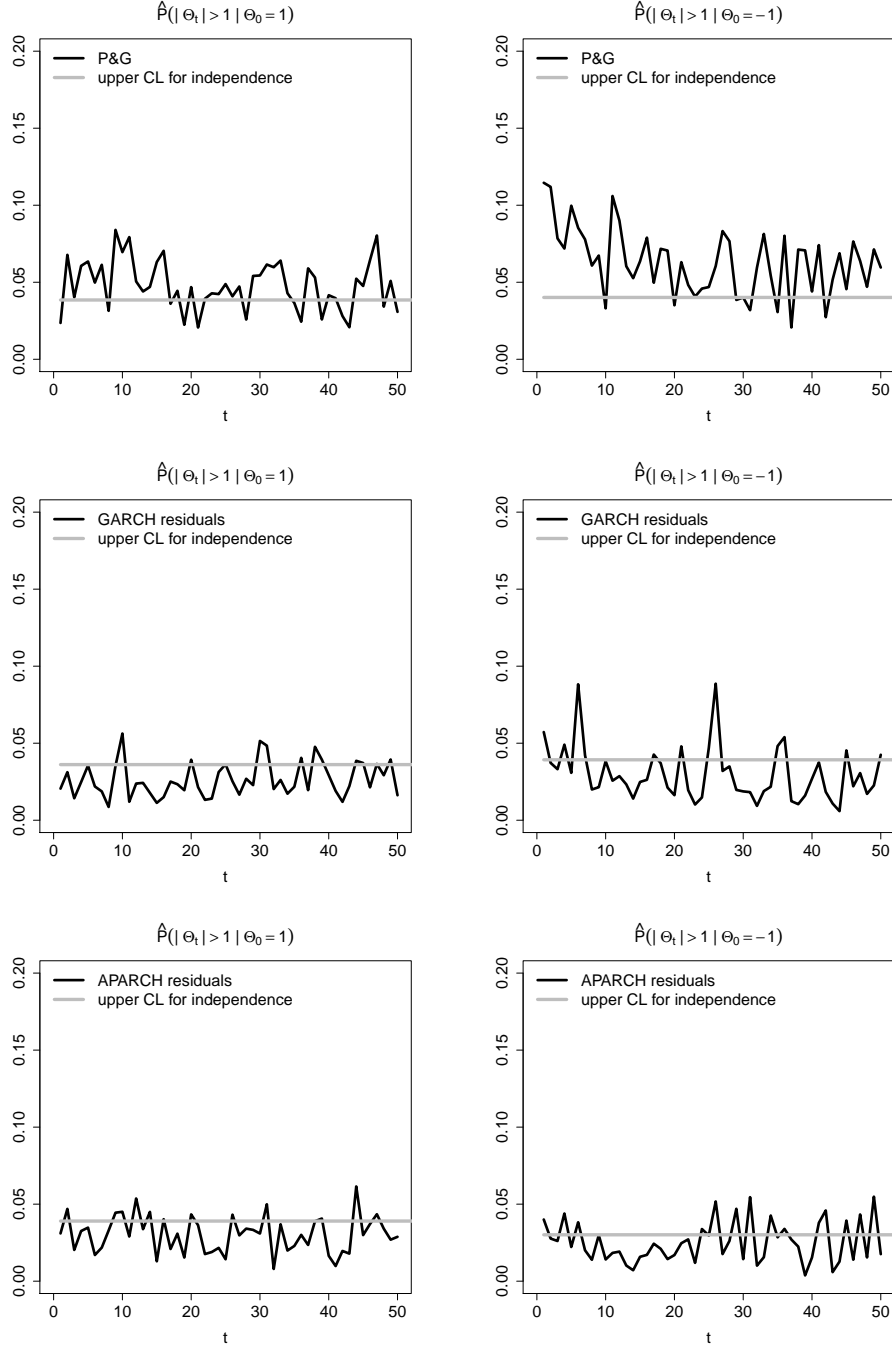 P̂(| Θt | > 1 | Θ0 = 1)
P&G
upper CL for independence
0.20
0.15
0.10
0.05
0.00
0 10 20 30 40 50
t
P̂(| Θt | > 1 | Θ0 = −1)
P&G
upper CL for independence
0.20
0.15
0.10
0.05
0.00
0 10 20 30 40 50
t
P̂(| Θt | > 1 | Θ0 = 1)
GARCH residuals
upper CL for independence
0.20
0.15
0.10
0.05
0.00
0 10 20 30 40 50
t
P̂(| Θt | > 1 | Θ0 = −1)
GARCH residuals
upper CL for independence
0.20
0.15
0.10
0.05
0.00
0 10 20 30 40 50
t
P̂(| Θt | > 1 | Θ0 = 1)
APARCH residuals
upper CL for independence
0.20
0.15
0.10
0.05
0.00
0 10 20 30 40 50
t
P̂(| Θt | > 1 | Θ0 = −1)
APARCH residuals
upper CL for independence
0.20
0.15
0.10
0.05
0.00
0 10 20 30 40 50
t